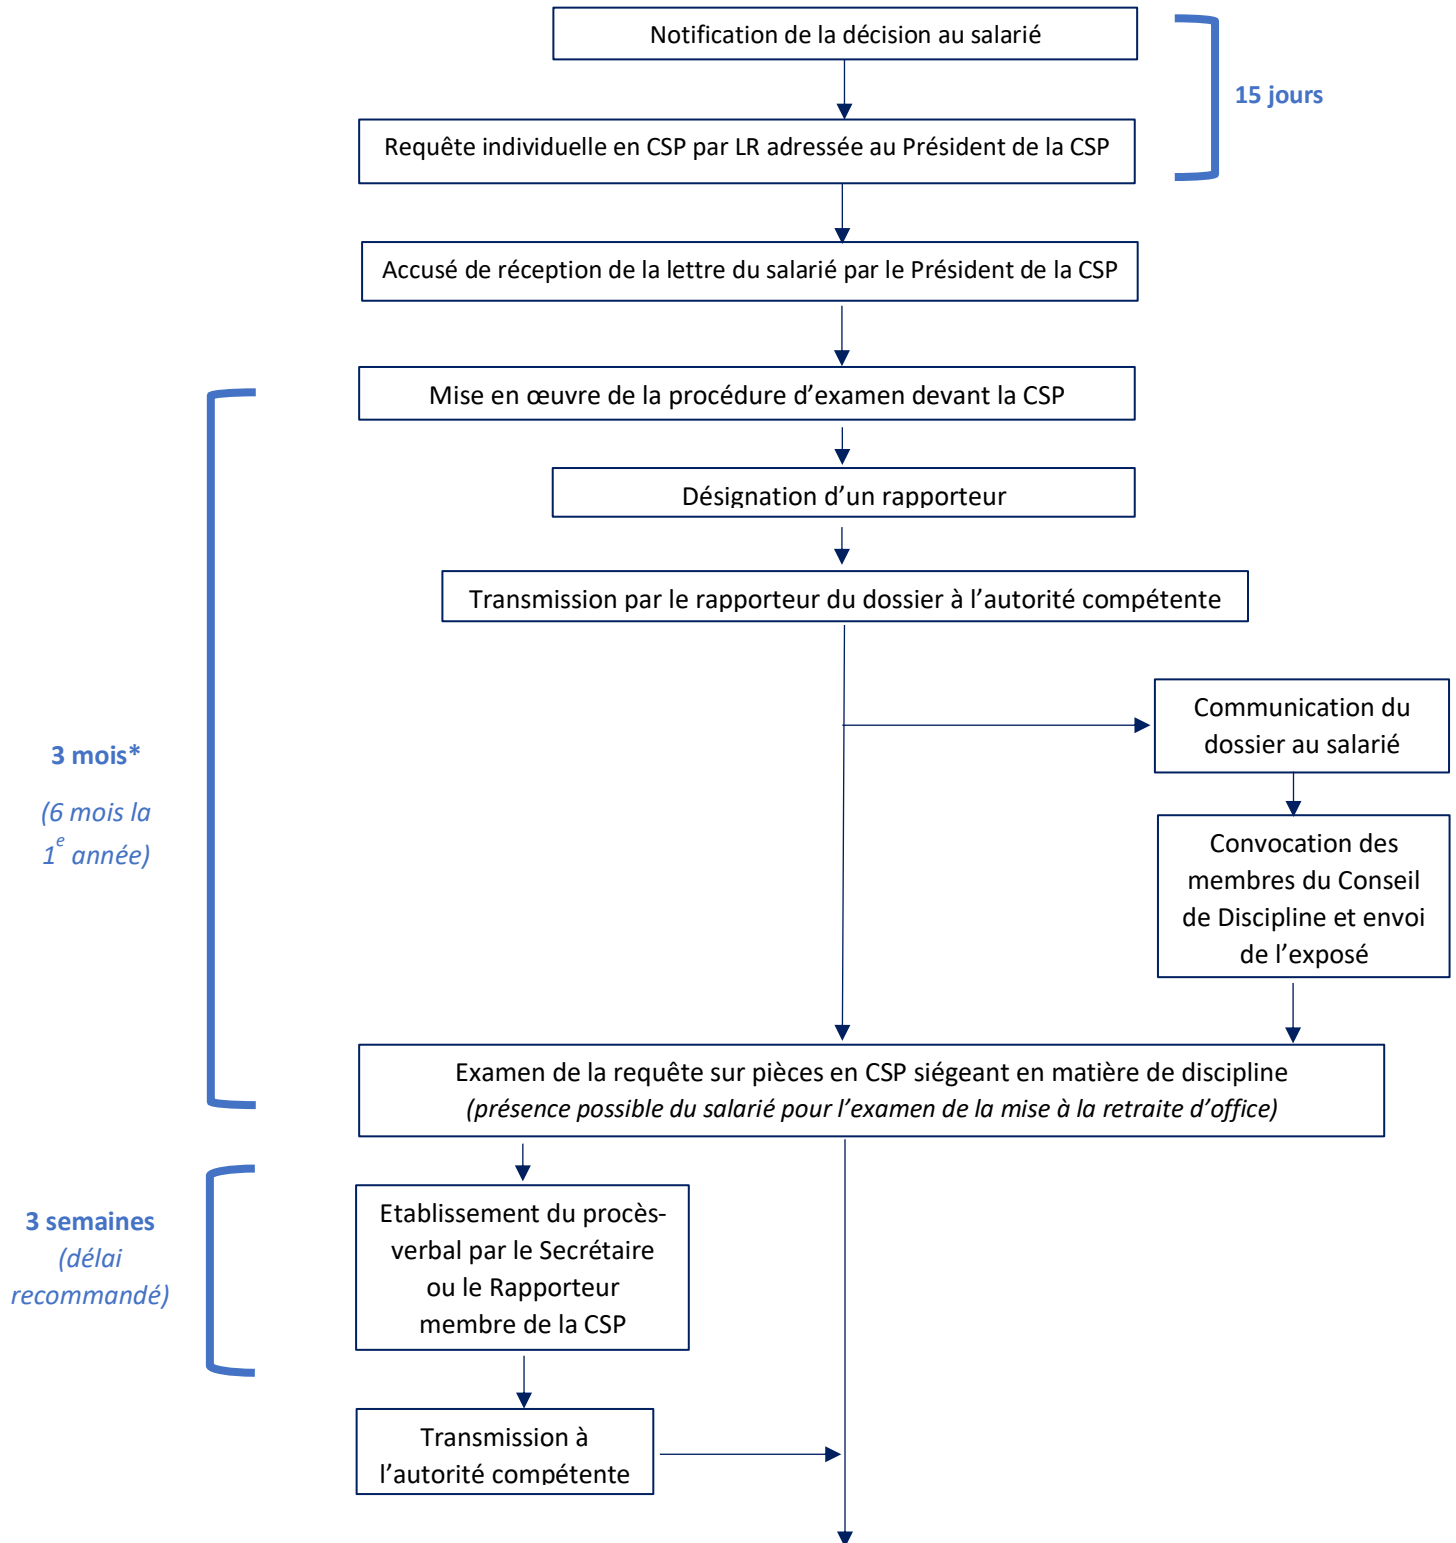 Notification de la décision au salarié
15 jours
Requête individuelle en CSP par LR adressée au Président de la CSP
Accusé de réception de la lettre du salarié par le Président de la CSP
Mise en œuvre de la procédure d’examen devant la CSP
Désignation d’un rapporteur
Transmission par le rapporteur du dossier à l’autorité compétente
Communication du
dossier au salarié
3 mois*
(6 mois la
1e année)
Convocation des
membres du Conseil
de Discipline et envoi
de l’exposé
Examen de la requête sur pièces en CSP siégeant en matière de discipline
(présence possible du salarié pour l’examen de la mise à la retraite d’office)
3 semaines
(délai
recommandé)
Etablissement du procès-
verbal par le Secrétaire
ou le Rapporteur
membre de la CSP
Transmission à
l’autorité compétente